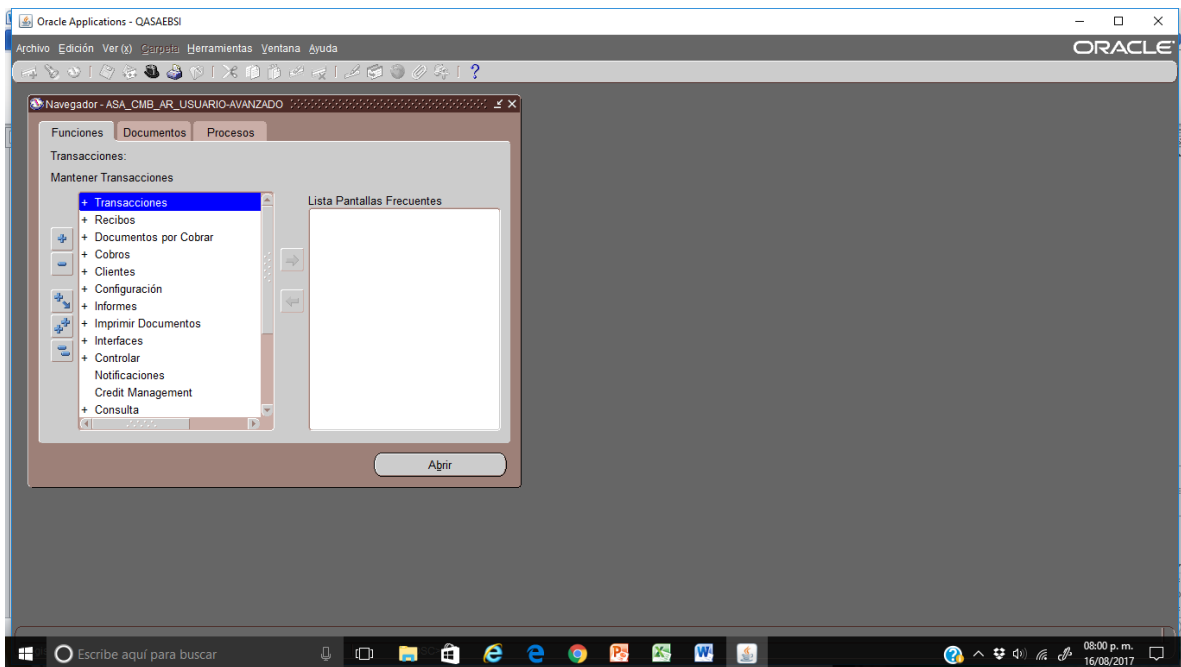 Oracle Applications - QASAEBSI
Archivo Edición Ver(x) Carpeta Herramientas Ventana Ayuda
ORACLE
Navegador - ASA_CMB_AR_USUARIO-AVANZADO
Funciones Documentos Procesos
Transacciones:
Mantener Transacciones
+ Transacciones
Lista Pantallas Frecuentes
+ Recibos
+ Documentos por Cobrar
+ Cobros
+ Clientes
+ Configuración
+ Informes
+ Imprimir Documentos
+ Interfaces
+ Controlar
Notificaciones
Credit Management
+ Consulta
Abrir
Escribe aquí para buscar
08:00 p. m.
16/08/2017